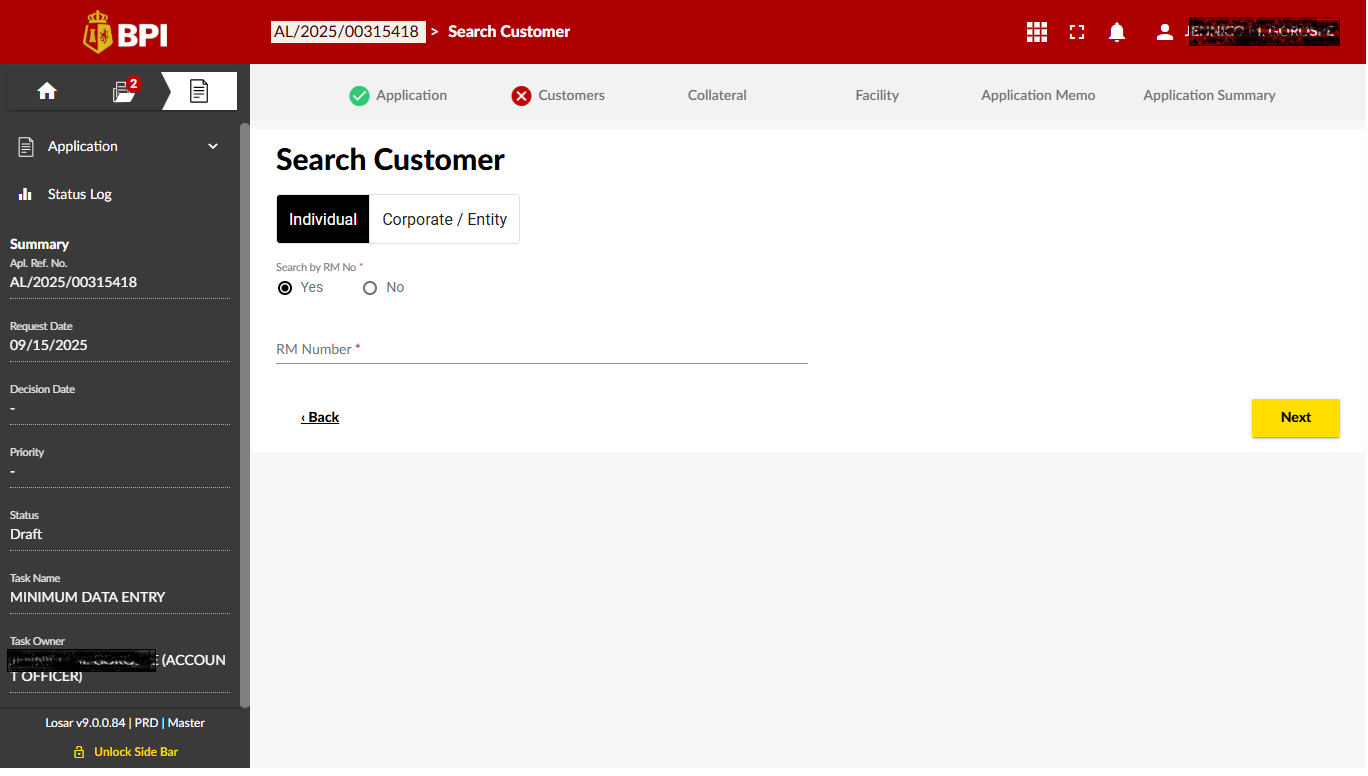 BPI
AL/2025/00315418 > Search Customer
2
Application
Status Log
Summary
Apl. Ref. No.
AL/2025/00315418
Request Date
09/15/2025
Decision Date
-
Priority
-
Status
Draft
Task Name
MINIMUM DATA ENTRY
Task Owner
(ACCOUN
T OFFICER)
Losar v9.0.0.84 | PRD | Master
Unlock Side Bar
Application
Customers
Collateral
Facility
Application Memo
Application Summary
Search Customer
Individual
Corporate / Entity
Search by RM No *
Yes
No
RM Number *
‹ Back
Next